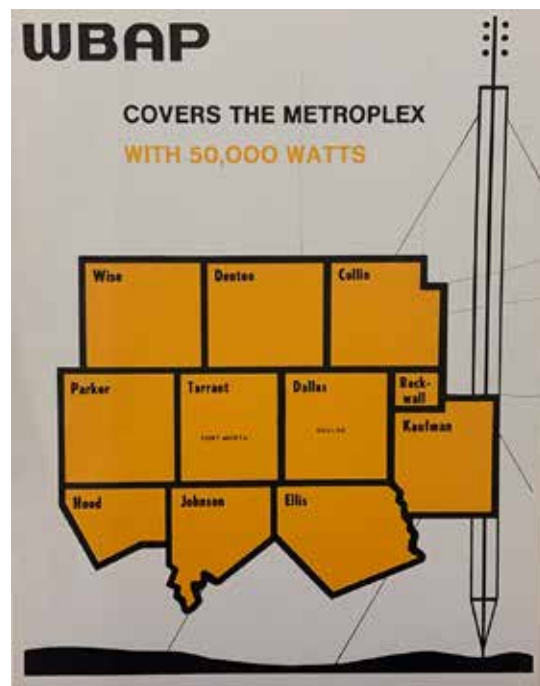 WBAP
COVERS THE METROPLEX
WITH 50,000 WATTS
Wise
Denton
Collin
Parker
Tarrant
Dallas
Rock-
wall
FORT WORTH
DALLAS
Kaufman
Hood
Johnson
Ellis